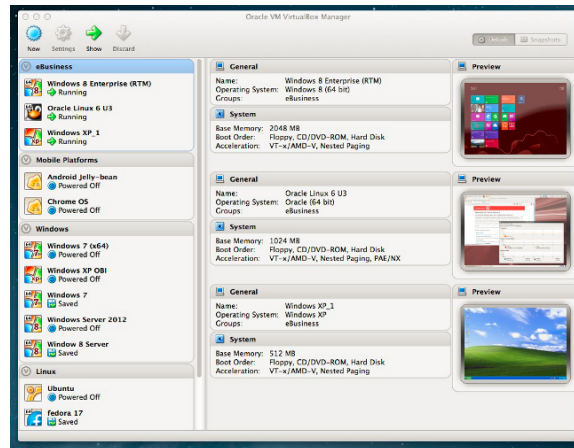 Oracle VM VirtualBox Manager
New Settings Show Discard
Details Snapshots
eBusiness
Windows 8 Enterprise (RTM)
Running
Oracle Linux 6 U3
Running
Windows XP_1
Running
Mobile Platforms
Android Jelly-bean
Powered Off
Chrome OS
Powered Off
Windows
Windows 7 (x64)
Powered Off
Windows XP OBI
Powered Off
Windows 7
Saved
Windows Server 2012
Powered Off
Window 8 Server
Saved
Linux
Ubuntu
Powered Off
fedora 17
Saved
General
Name: Windows 8 Enterprise (RTM)
Operating System: Windows 8 (64 bit)
Groups: eBusiness
System
Base Memory: 2048 MB
Boot Order: Floppy, CD/DVD-ROM, Hard Disk
Acceleration: VT-x/AMD-V, Nested Paging
Preview
General
Name: Oracle Linux 6 U3
Operating System: Oracle (64 bit)
Groups: eBusiness
System
Base Memory: 1024 MB
Boot Order: Floppy, CD/DVD-ROM, Hard Disk
Acceleration: VT-x/AMD-V, Nested Paging, PAE/NX
Preview
General
Name: Windows XP_1
Operating System: Windows XP
Groups: eBusiness
System
Base Memory: 512 MB
Boot Order: Floppy, CD/DVD-ROM, Hard Disk
Acceleration: VT-x/AMD-V, Nested Paging
Preview